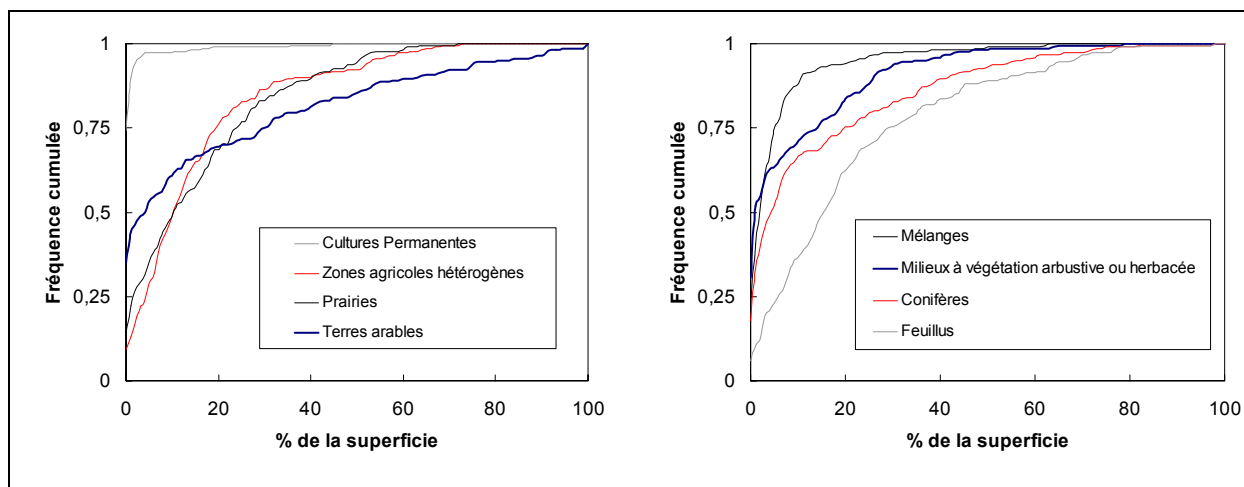 1
0,75
0,5
0,25
0
Fréquence cumulée
Cultures Permanentes
Zones agricoles hétérogènes
Prairies
Terres arables
0 20 40 60 80 100
% de la superficie
1
0,75
0,5
0,25
0
Fréquence cumulée
Mélanges
Milieux à végétation arbustive ou herbacée
Conifères
Feuillus
0 20 40 60 80 100
% de la superficie